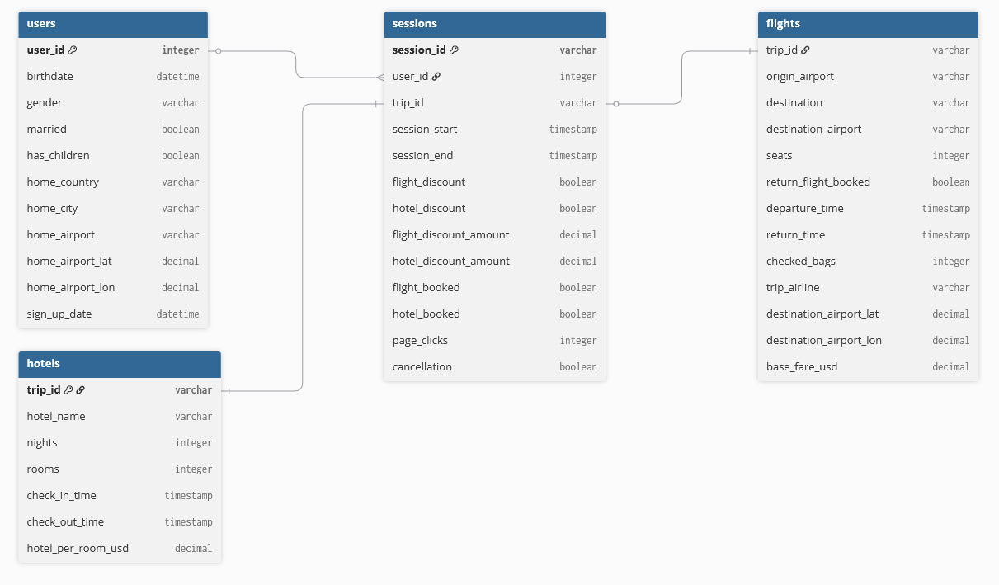 users
user_id integer
birthdate datetime
gender varchar
married boolean
has_children boolean
home_country varchar
home_city varchar
home_airport varchar
home_airport_lat decimal
home_airport_lon decimal
sign_up_date datetime
hotels
trip_id varchar
hotel_name varchar
nights integer
rooms integer
check_in_time timestamp
check_out_time timestamp
hotel_per_room_usd decimal
sessions
session_id varchar
user_id integer
trip_id varchar
session_start timestamp
session_end timestamp
flight_discount boolean
hotel_discount boolean
flight_discount_amount decimal
hotel_discount_amount decimal
flight_booked boolean
hotel_booked boolean
page_clicks integer
cancellation boolean
flights
trip_id varchar
origin_airport varchar
destination varchar
destination_airport varchar
seats integer
return_flight_booked boolean
departure_time timestamp
return_time timestamp
checked_bags integer
trip_airline varchar
destination_airport_lat decimal
destination_airport_lon decimal
base_fare_usd decimal